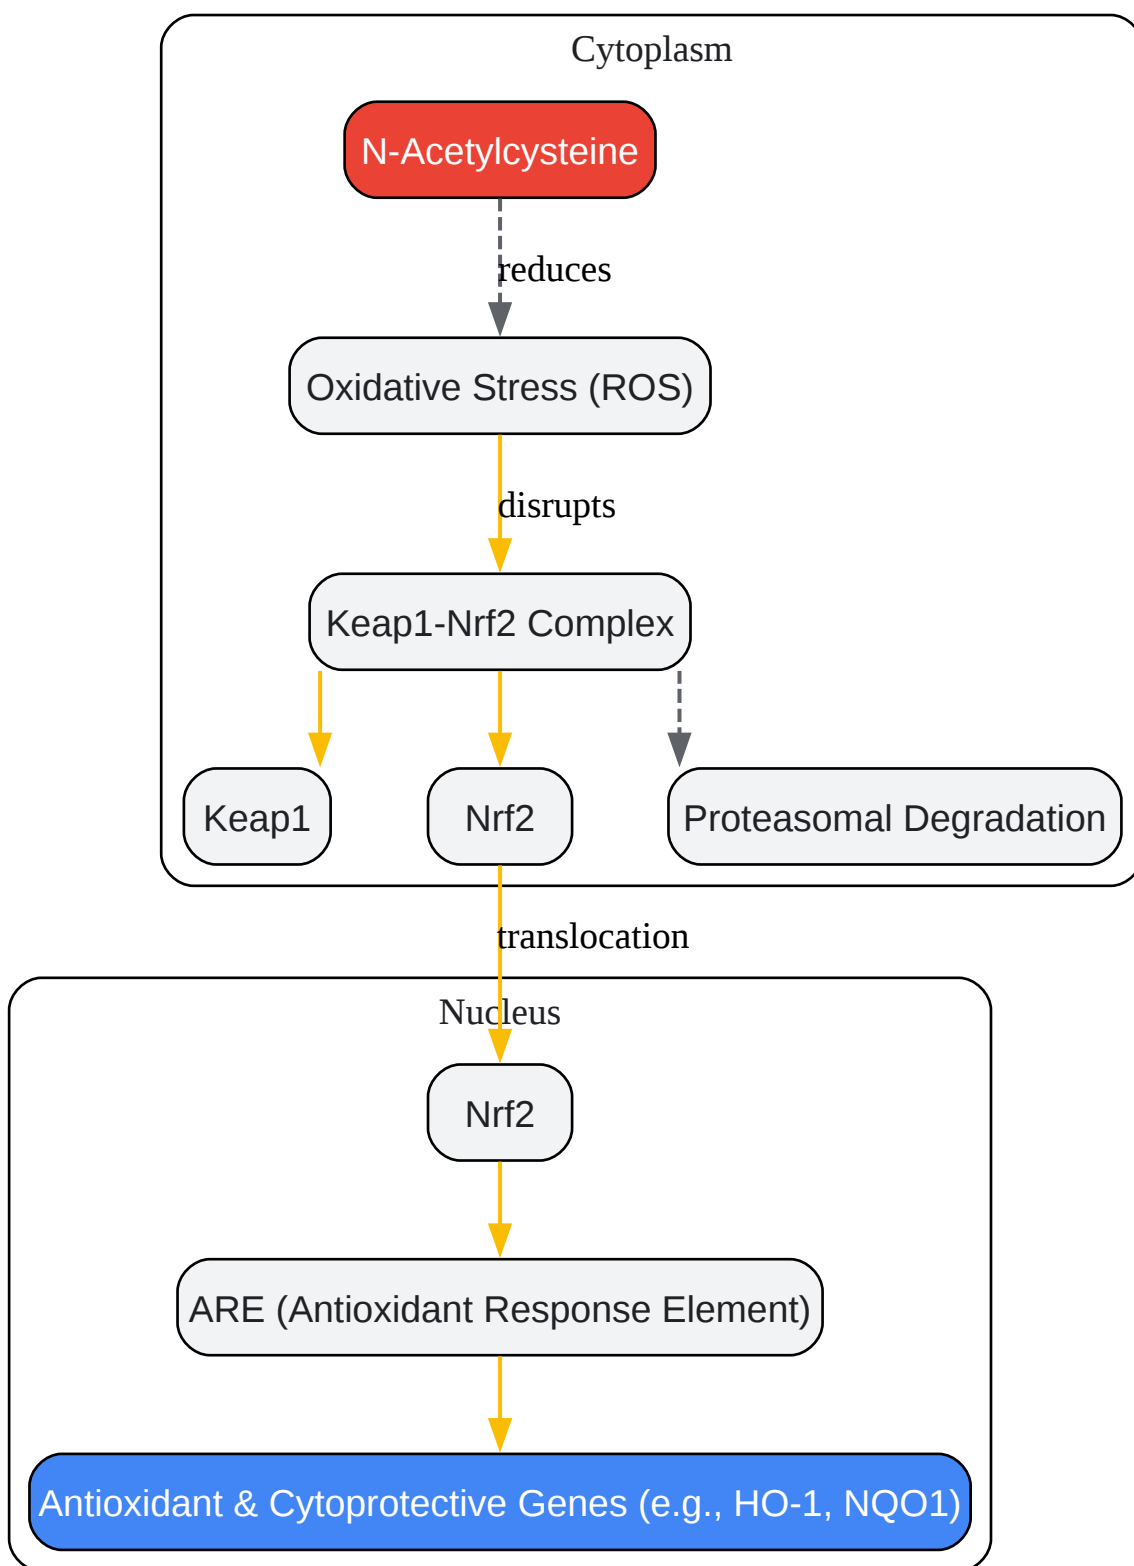 Cytoplasm
N-Acetylcysteine
reduces
Oxidative Stress (ROS)
disrupts
Keap1-Nrf2 Complex
Keap1
Nrf2
Proteasomal Degradation
translocation
Nucleus
Nrf2
ARE (Antioxidant Response Element)
Antioxidant & Cytoprotective Genes (e.g., HO-1, NQO1)